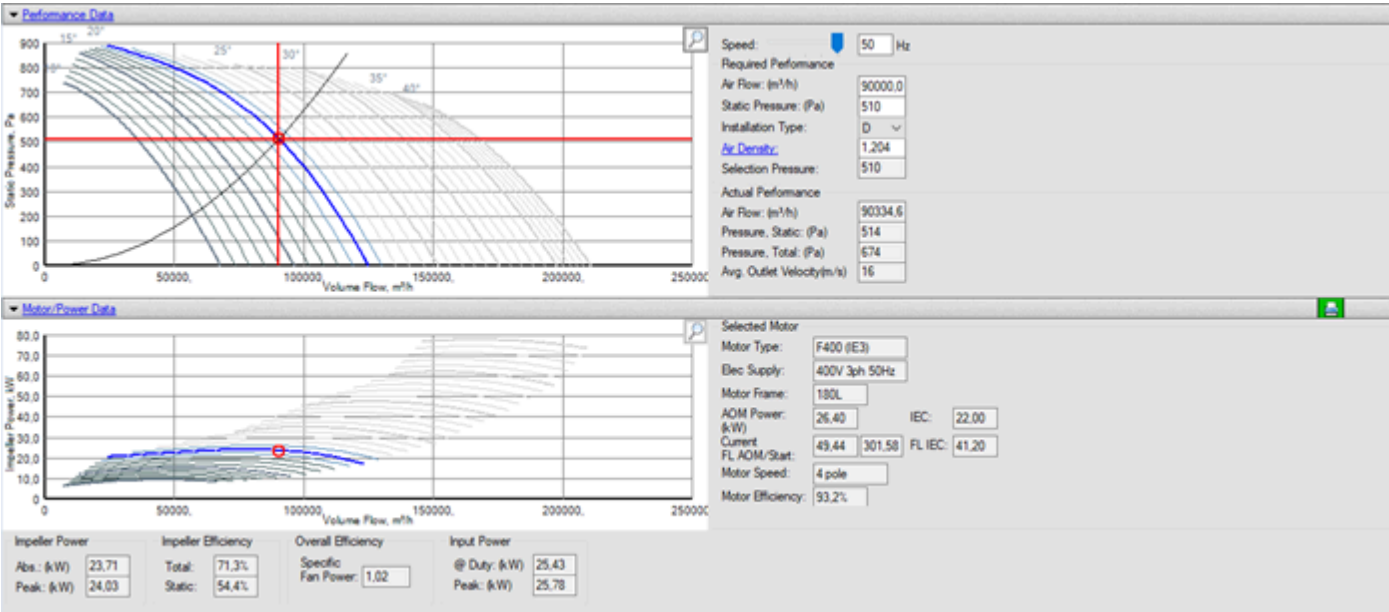 Performance Data
900
800
700
600
500
400
300
200
100
0
Static Pressure, Pa
15° 20° 25° 30° 35° 40°
0 50000, 100000, 150000, 200000, 250000
Volume Flow, m³/h
Speed: 50 Hz
Required Performance
Air Flow: (m³/h) 90000,0
Static Pressure: (Pa) 510
Installation Type: D
Air Density: 1,204
Selection Pressure: 510
Actual Performance
Air Flow: (m³/h) 90334,6
Pressure, Static: (Pa) 514
Pressure, Total: (Pa) 674
Avg. Outlet Velocity(m/s) 16
Motor/Power Data
80,0
70,0
60,0
50,0
40,0
30,0
20,0
10,0
0
Impeller Power, kW
0 50000, 100000, 150000, 200000, 250000
Volume Flow, m³/h
Selected Motor
Motor Type: F400 (IE3)
Elec Supply: 400V 3ph 50Hz
Motor Frame: 180L
AOM Power: (kW) 26,40 IEC: 22,00
Current FL AOM/Start: 49,44 301,58 FL IEC: 41,20
Motor Speed: 4 pole
Motor Efficiency: 93,2%
Impeller Power Impeller Efficiency Overall Efficiency Input Power
Abs.: (kW) 23,71 Total: 71,3% Specific Fan Power: 1,02 @ Duty: (kW) 25,43
Peak: (kW) 24,03 Static: 54,4% Peak: (kW) 25,78